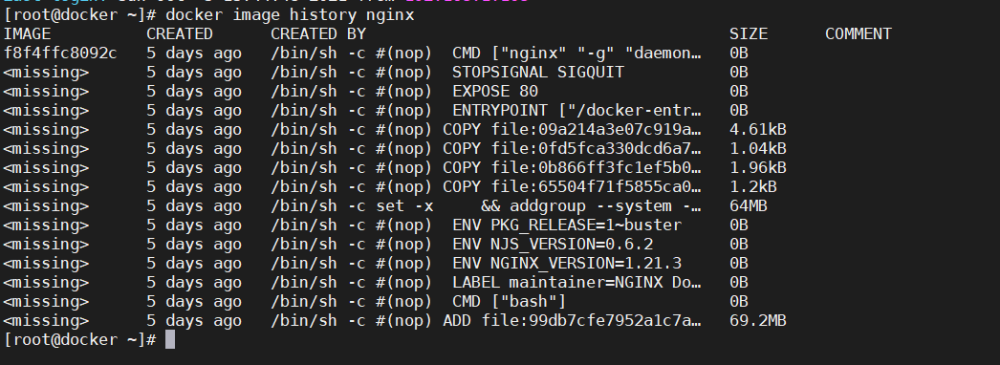 [root@docker ~]# docker image history nginx
IMAGE CREATED CREATED BY SIZE COMMENT
f8f4ffc8092c 5 days ago /bin/sh -c #(nop) CMD ["nginx" "-g" "daemon… 0B
<missing> 5 days ago /bin/sh -c #(nop) STOPSIGNAL SIGQUIT 0B
<missing> 5 days ago /bin/sh -c #(nop) EXPOSE 80 0B
<missing> 5 days ago /bin/sh -c #(nop) ENTRYPOINT ["/docker-entr… 0B
<missing> 5 days ago /bin/sh -c #(nop) COPY file:09a214a3e07c919a… 4.61kB
<missing> 5 days ago /bin/sh -c #(nop) COPY file:0fd5fca330dcd6a7… 1.04kB
<missing> 5 days ago /bin/sh -c #(nop) COPY file:0b866ff3fc1ef5b0… 1.96kB
<missing> 5 days ago /bin/sh -c #(nop) COPY file:65504f71f5855ca0… 1.2kB
<missing> 5 days ago /bin/sh -c set -x && addgroup --system -… 64MB
<missing> 5 days ago /bin/sh -c #(nop) ENV PKG_RELEASE=1~buster 0B
<missing> 5 days ago /bin/sh -c #(nop) ENV NJS_VERSION=0.6.2 0B
<missing> 5 days ago /bin/sh -c #(nop) ENV NGINX_VERSION=1.21.3 0B
<missing> 5 days ago /bin/sh -c #(nop) LABEL maintainer=NGINX Do… 0B
<missing> 5 days ago /bin/sh -c #(nop) CMD ["bash"] 0B
<missing> 5 days ago /bin/sh -c #(nop) ADD file:99db7cfe7952a1c7a… 69.2MB
[root@docker ~]#